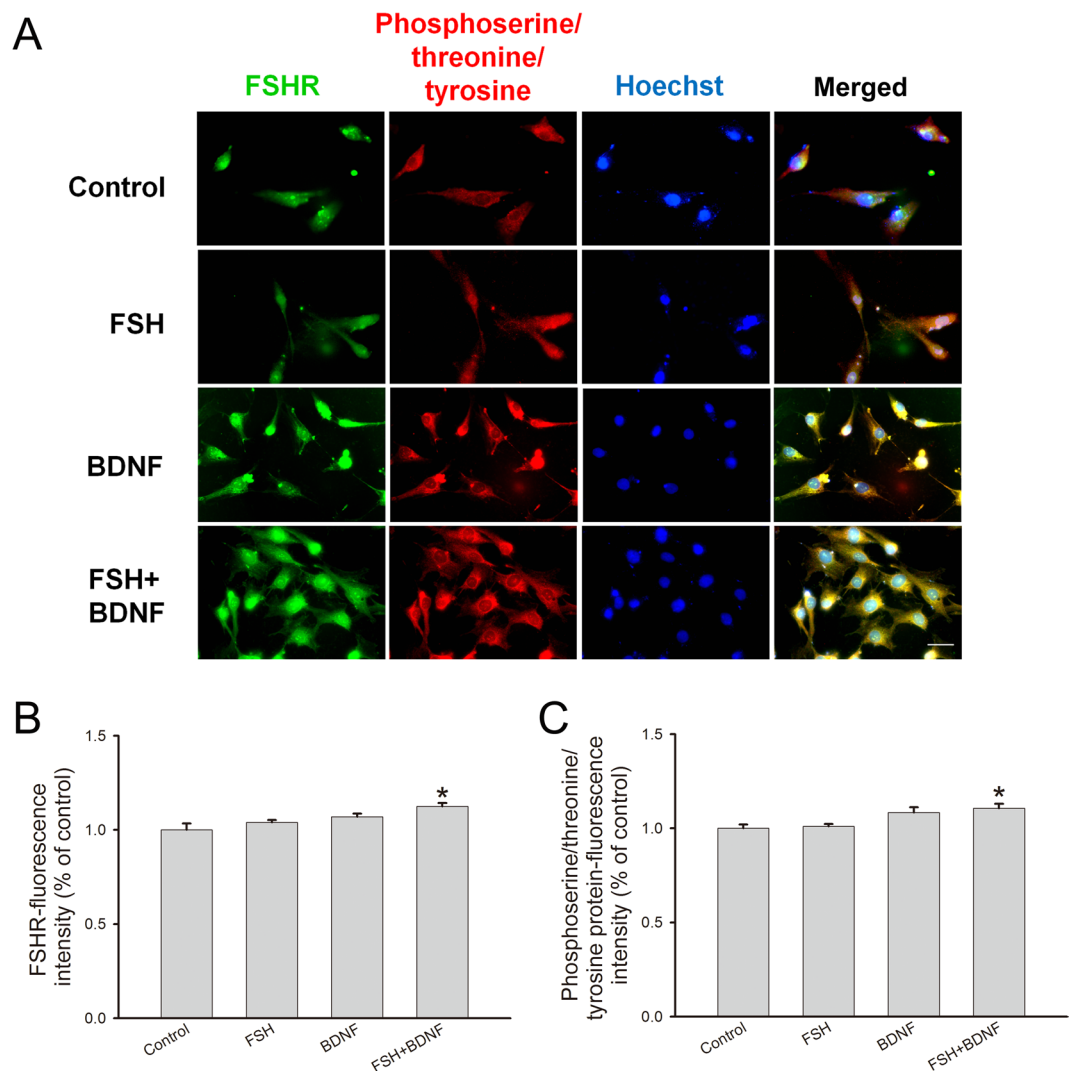 A
Phosphoserine/
threonine/
tyrosine
FSHR
Hoechst
Merged
Control
FSH
BDNF
FSH+
BDNF
B
FSHR-fluorescence
intensity (% of control)
1.5
1.0
0.5
0.0
*
Control
FSH
BDNF
FSH+BDNF
C
Phosphoserine/threonine/
tyrosine protein-fluorescence
intensity (% of control)
1.5
1.0
0.5
0.0
*
Control
FSH
BDNF
FSH+BDNF